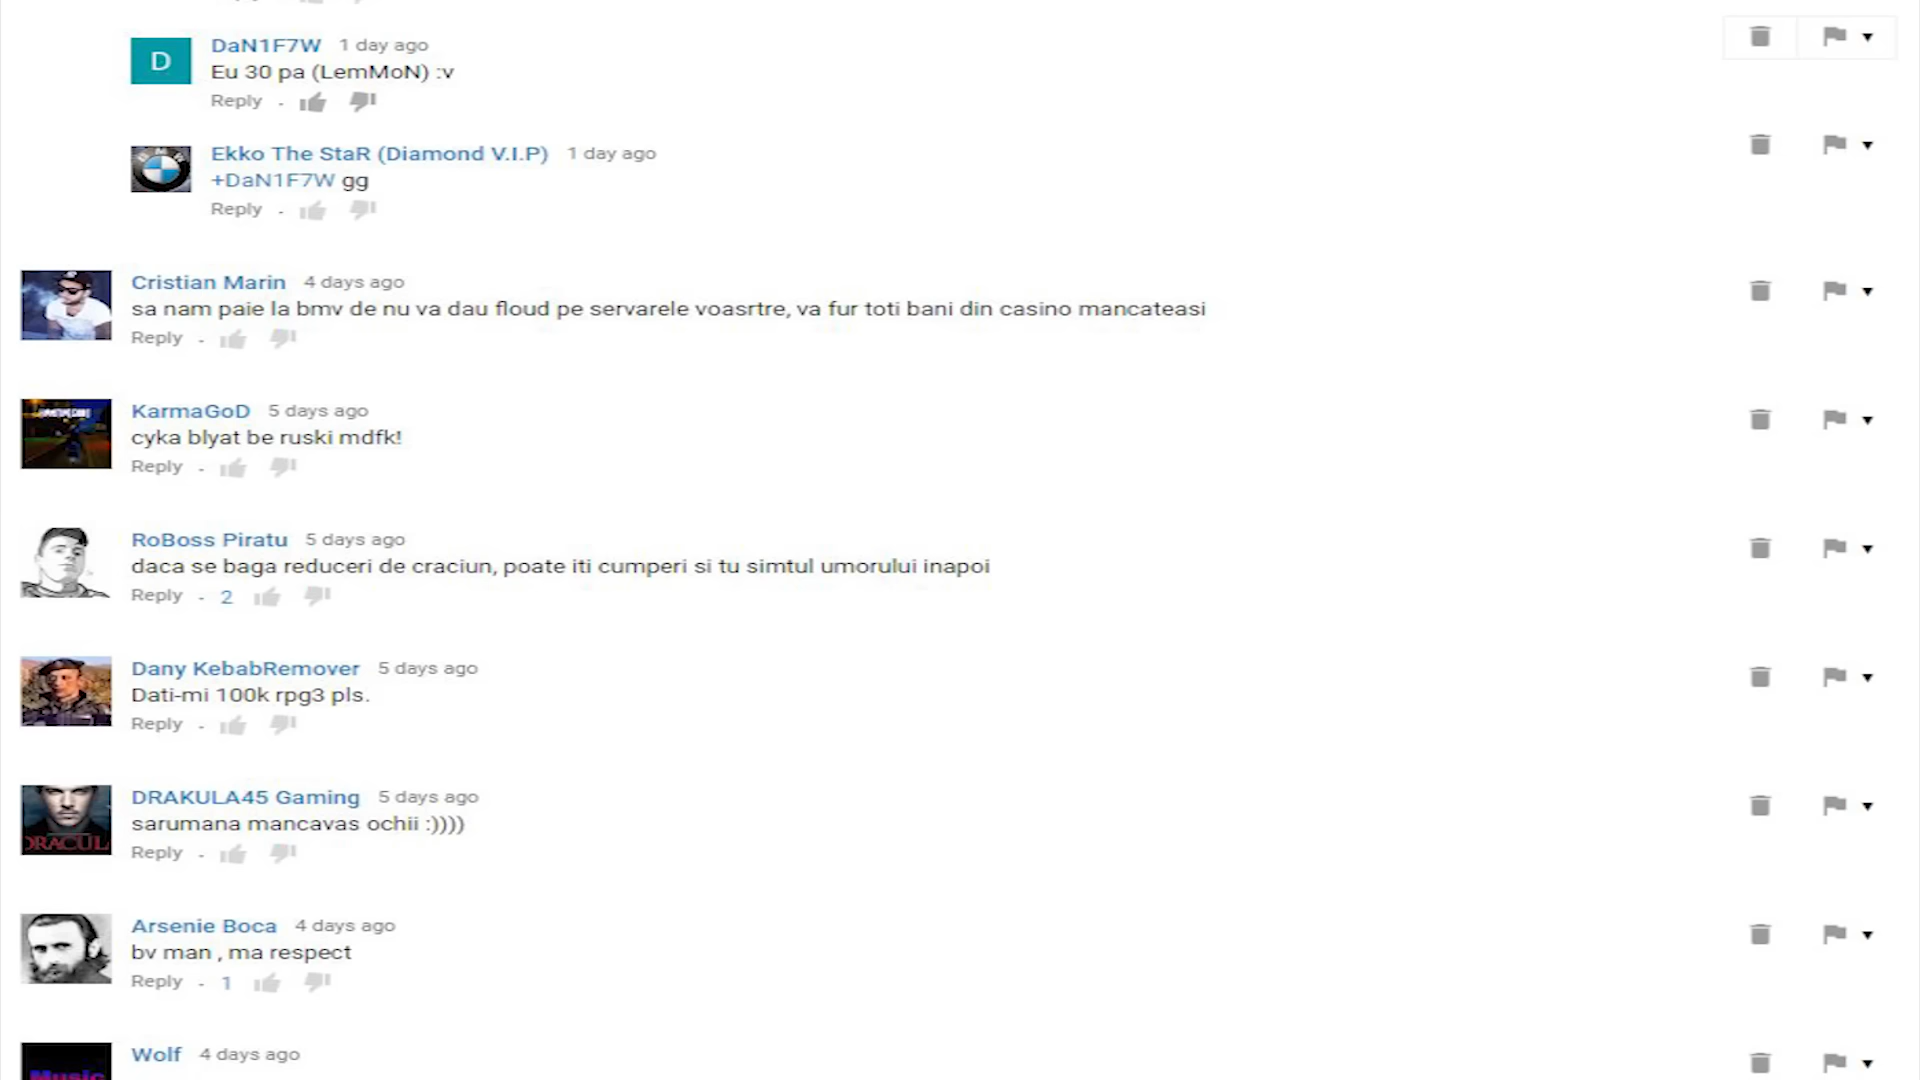 DaN1F7W 1 day ago
Eu 30 pa (LemMoN) :v
Reply
Ekko The StaR (Diamond V.I.P) 1 day ago
+DaN1F7W gg
Reply
Cristian Marin 4 days ago
sa nam paie la bmv de nu va dau floud pe servarele voasrtre, va fur toti bani din casino mancateasi
Reply
KarmaGoD 5 days ago
cyka blyat be ruski mdfk!
Reply
RoBoss Piratu 5 days ago
daca se baga reduceri de craciun, poate iti cumperi si tu simtul umorului inapoi
Reply - 2
Dany KebabRemover 5 days ago
Dati-mi 100k rpg3 pls.
Reply
DRAKULA45 Gaming 5 days ago
sarumana mancavas ochii :))))
Reply
Arsenie Boca 4 days ago
bv man , ma respect
Reply - 1
Wolf 4 days ago